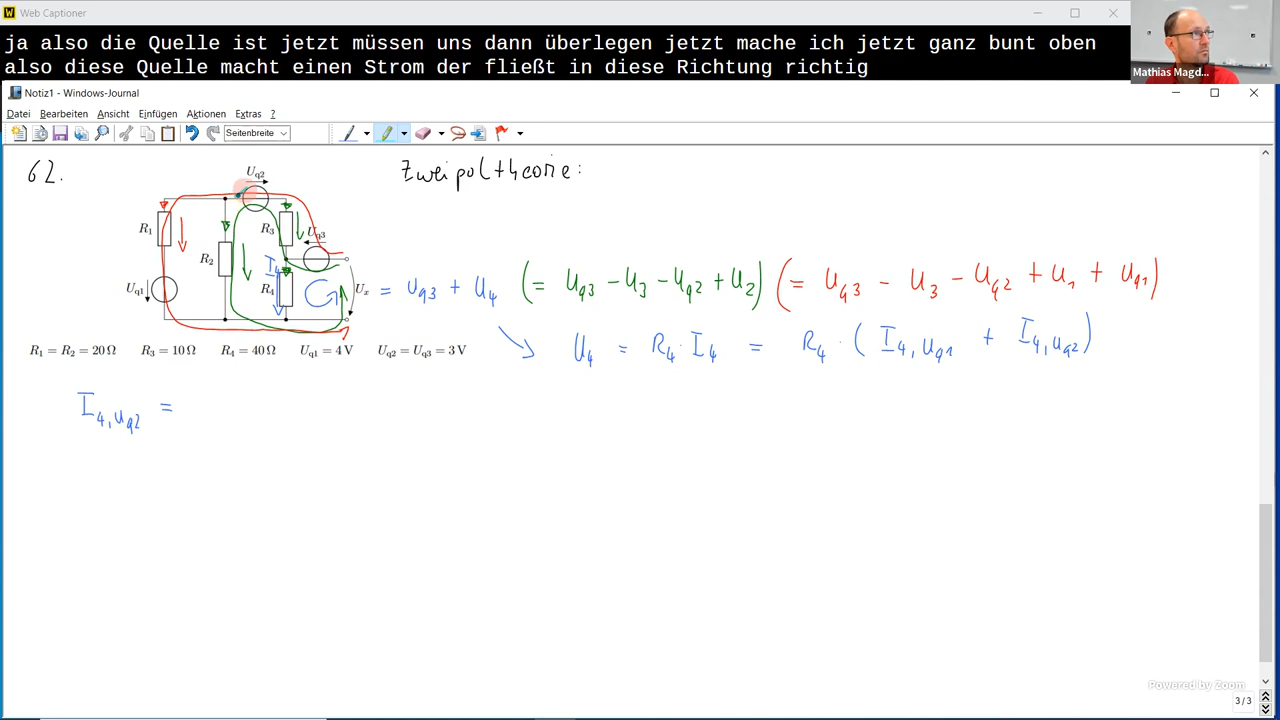 Web Captioner
ja also die Quelle ist jetzt müssen uns dann überlegen jetzt mache ich jetzt ganz bunt oben
also diese Quelle macht einen Strom der fließt in diese Richtung richtig
Mathias Magd...
Notiz1 - Windows-Journal
Datei Bearbeiten Ansicht Einfügen Aktionen Extras ?
Seitenbreite
62.
Zweipoltheorie:
Uq2
R1
R3
Uq3
R2
I4
R4
Uq1
Ux
= Uq3 + U4 (= Uq3 - U3 - Uq2 + U2) (= Uq3 - U3 - Uq2 + U1 + Uq1)
U4 = R4 · I4 = R4 · (I4,Uq1 + I4,Uq2)
R1 = R2 = 20 Ω R3 = 10 Ω R4 = 40 Ω Uq1 = 4 V Uq2 = Uq3 = 3 V
I4,Uq2 =
Powered by Zoom
3 / 3